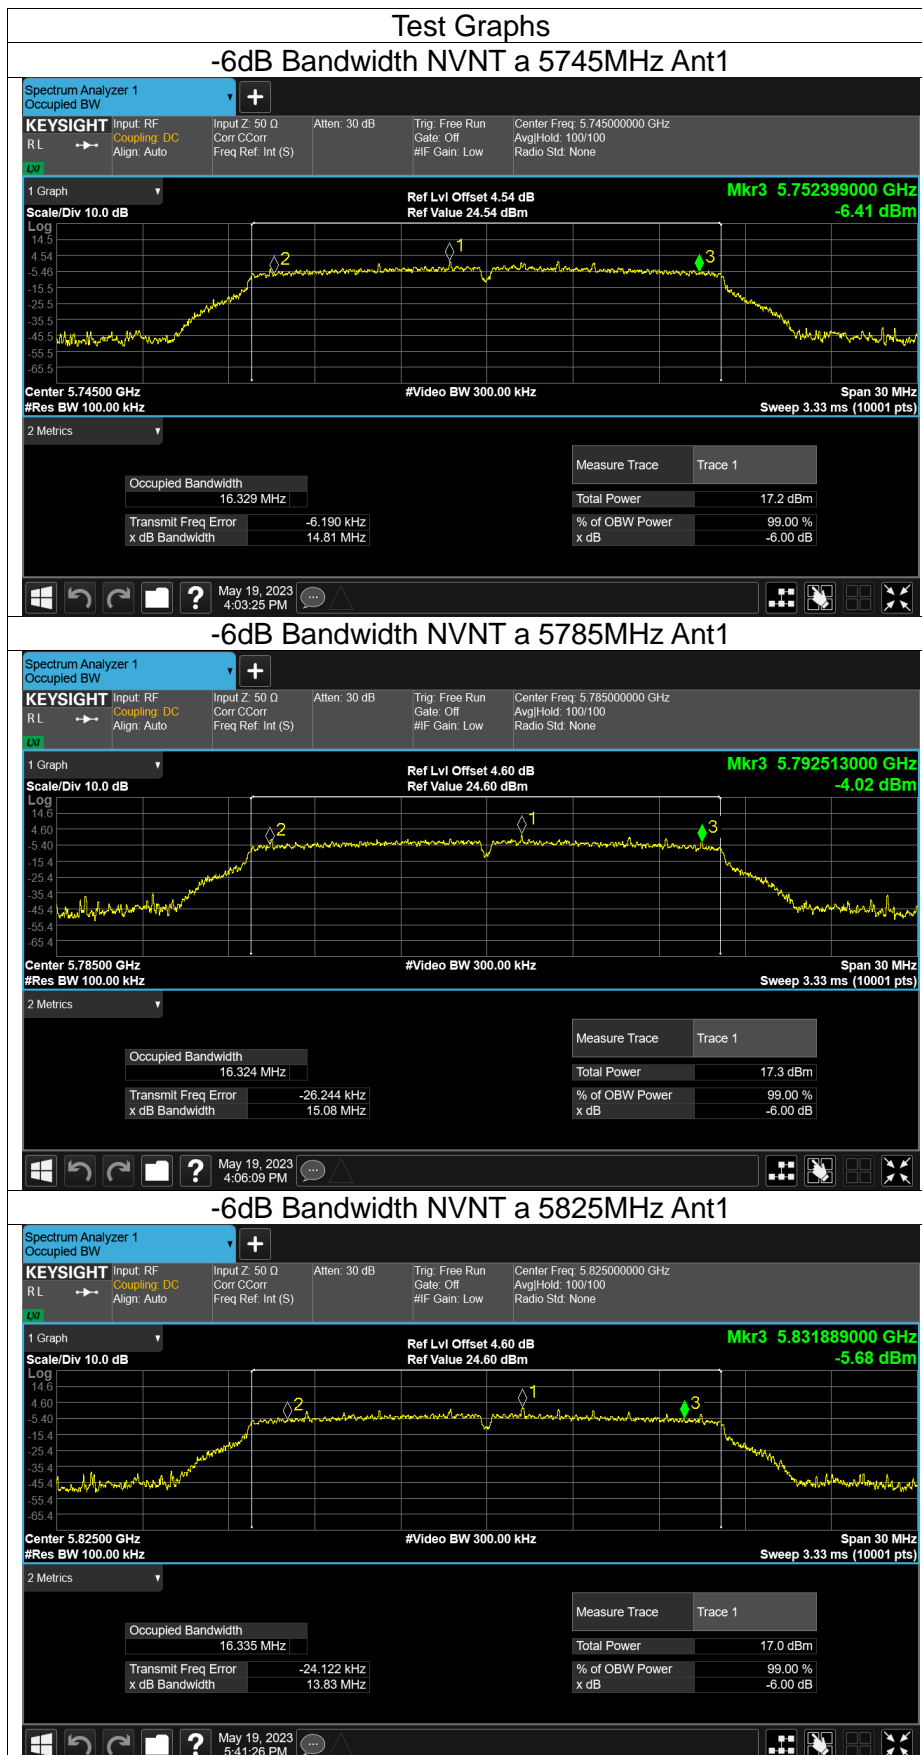 Test Graphs
-6dB Bandwidth NVNT a 5745MHz Ant1
Spectrum Analyzer 1
Occupied BW
KEYSIGHT Input: RF Input Z: 50 Ω Atten: 30 dB Trig: Free Run Center Freq: 5.745000000 GHz
RL Coupling: DC Corr CCorr Gate: Off Avg|Hold: 100/100
Align: Auto Freq Ref: Int (S) #IF Gain: Low Radio Std: None
LXI
1 Graph Ref Lvl Offset 4.54 dB Mkr3 5.752399000 GHz
Scale/Div 10.0 dB Ref Value 24.54 dBm -6.41 dBm
Log
14.5
4.54
-5.46
-15.5
-25.5
-35.5
-45.5
-55.5
-65.5
2 1 3
Center 5.74500 GHz #Video BW 300.00 kHz Span 30 MHz
#Res BW 100.00 kHz Sweep 3.33 ms (10001 pts)
2 Metrics
Measure Trace Trace 1
Occupied Bandwidth
16.329 MHz Total Power 17.2 dBm
Transmit Freq Error -6.190 kHz % of OBW Power 99.00 %
x dB Bandwidth 14.81 MHz x dB -6.00 dB
? May 19, 2023
4:03:25 PM
-6dB Bandwidth NVNT a 5785MHz Ant1
Spectrum Analyzer 1
Occupied BW
KEYSIGHT Input: RF Input Z: 50 Ω Atten: 30 dB Trig: Free Run Center Freq: 5.785000000 GHz
RL Coupling: DC Corr CCorr Gate: Off Avg|Hold: 100/100
Align: Auto Freq Ref: Int (S) #IF Gain: Low Radio Std: None
LXI
1 Graph Ref Lvl Offset 4.60 dB Mkr3 5.792513000 GHz
Scale/Div 10.0 dB Ref Value 24.60 dBm -4.02 dBm
Log
14.6
4.60
-5.40
-15.4
-25.4
-35.4
-45.4
-55.4
-65.4
2 1 3
Center 5.78500 GHz #Video BW 300.00 kHz Span 30 MHz
#Res BW 100.00 kHz Sweep 3.33 ms (10001 pts)
2 Metrics
Measure Trace Trace 1
Occupied Bandwidth
16.324 MHz Total Power 17.3 dBm
Transmit Freq Error -26.244 kHz % of OBW Power 99.00 %
x dB Bandwidth 15.08 MHz x dB -6.00 dB
? May 19, 2023
4:06:09 PM
-6dB Bandwidth NVNT a 5825MHz Ant1
Spectrum Analyzer 1
Occupied BW
KEYSIGHT Input: RF Input Z: 50 Ω Atten: 30 dB Trig: Free Run Center Freq: 5.825000000 GHz
RL Coupling: DC Corr CCorr Gate: Off Avg|Hold: 100/100
Align: Auto Freq Ref: Int (S) #IF Gain: Low Radio Std: None
LXI
1 Graph Ref Lvl Offset 4.60 dB Mkr3 5.831889000 GHz
Scale/Div 10.0 dB Ref Value 24.60 dBm -5.68 dBm
Log
14.6
4.60
-5.40
-15.4
-25.4
-35.4
-45.4
-55.4
-65.4
2 1 3
Center 5.82500 GHz #Video BW 300.00 kHz Span 30 MHz
#Res BW 100.00 kHz Sweep 3.33 ms (10001 pts)
2 Metrics
Measure Trace Trace 1
Occupied Bandwidth
16.335 MHz Total Power 17.0 dBm
Transmit Freq Error -24.122 kHz % of OBW Power 99.00 %
x dB Bandwidth 13.83 MHz x dB -6.00 dB
? May 19, 2023
5:41:26 PM